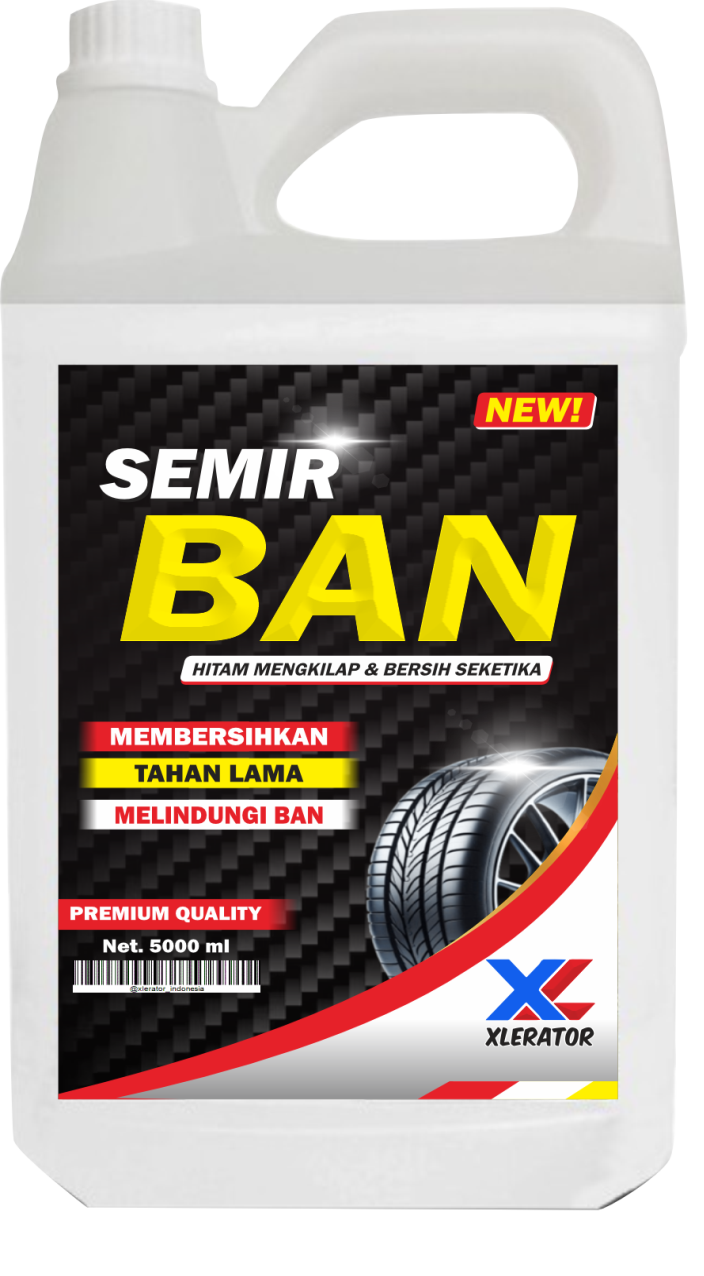 NEW!
SEMIR
BAN
HITAM MENGKILAP & BERSIH SEKETIKA
MEMBERSIHKAN
TAHAN LAMA
MELINDUNGI BAN
PREMIUM QUALITY
Net. 5000 ml
@xlerator_indonesia
XLERATOR